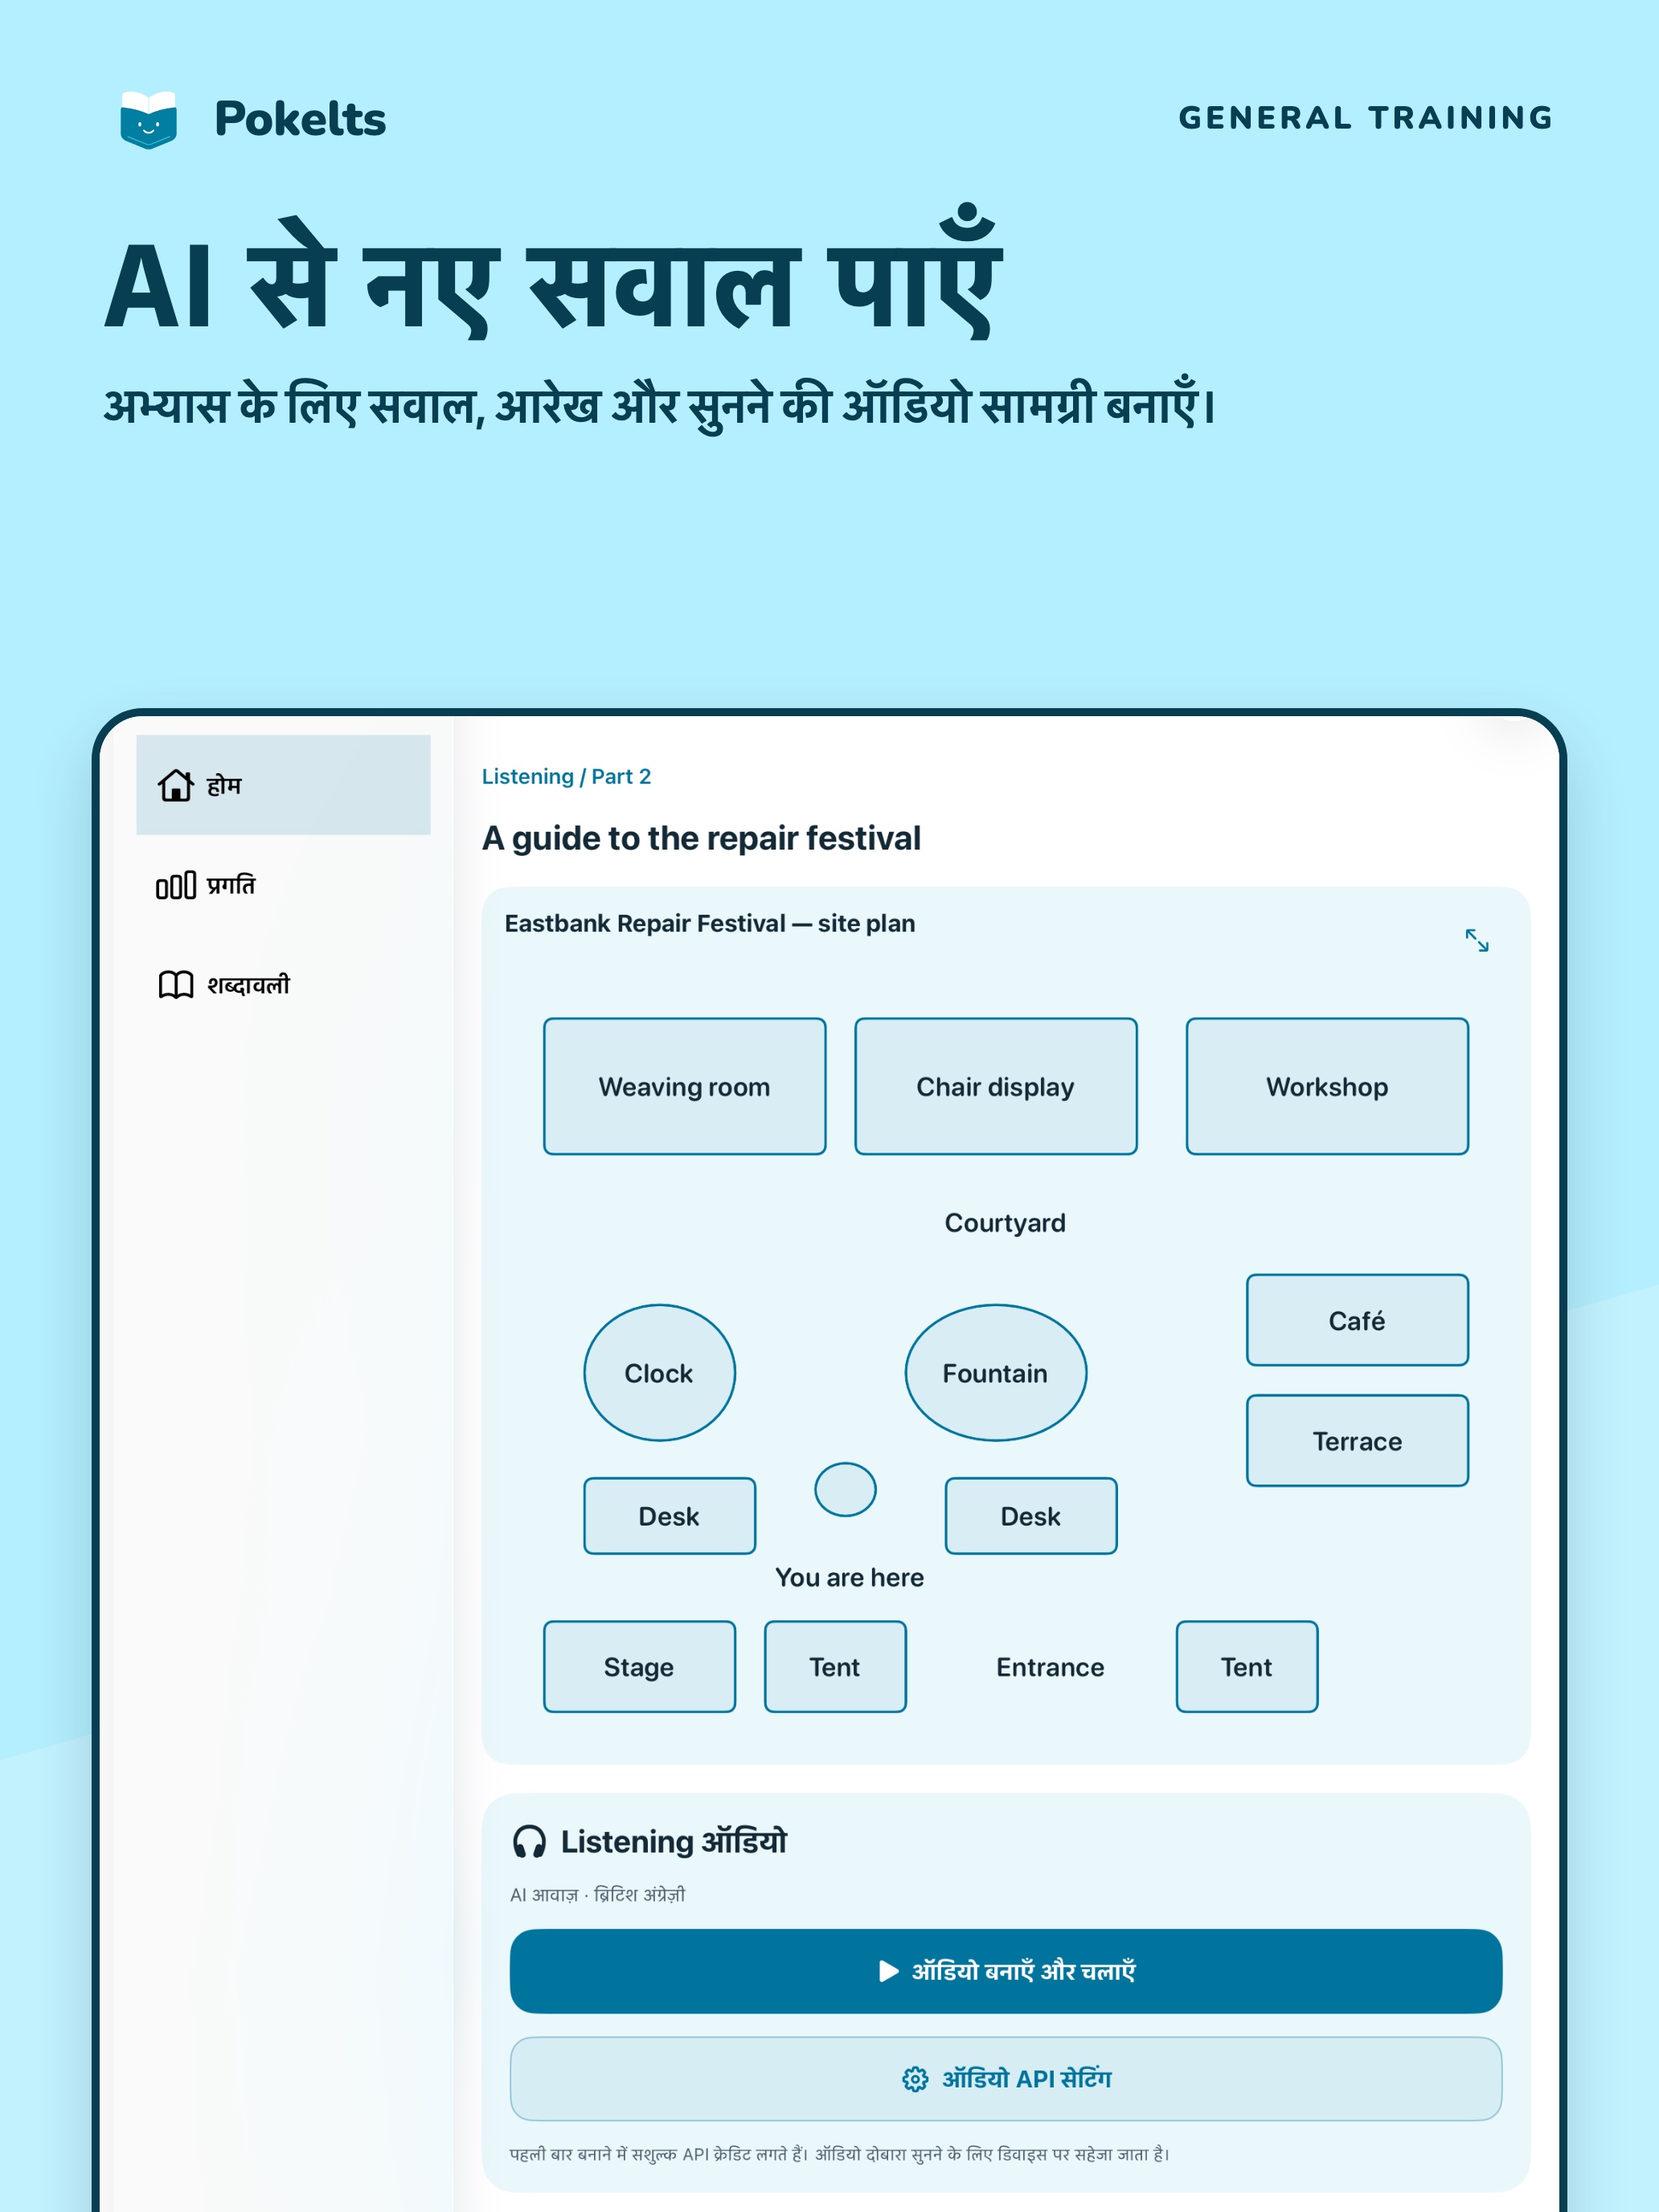 Pokelts
GENERAL TRAINING
AI से नए सवाल पाएँ
अभ्यास के लिए सवाल, आरेख और सुनने की ऑडियो सामग्री बनाएँ।
होम
प्रगति
शब्दावली
Listening / Part 2
A guide to the repair festival
Eastbank Repair Festival — site plan
Weaving room
Chair display
Workshop
Courtyard
Café
Clock
Fountain
Terrace
Desk
Desk
You are here
Stage
Tent
Entrance
Tent
Listening ऑडियो
AI आवाज़ · ब्रिटिश अंग्रेज़ी
ऑडियो बनाएँ और चलाएँ
ऑडियो API सेटिंग
पहली बार बनाने में सशुल्क API क्रेडिट लगते हैं। ऑडियो दोबारा सुनने के लिए डिवाइस पर सहेजा जाता है।